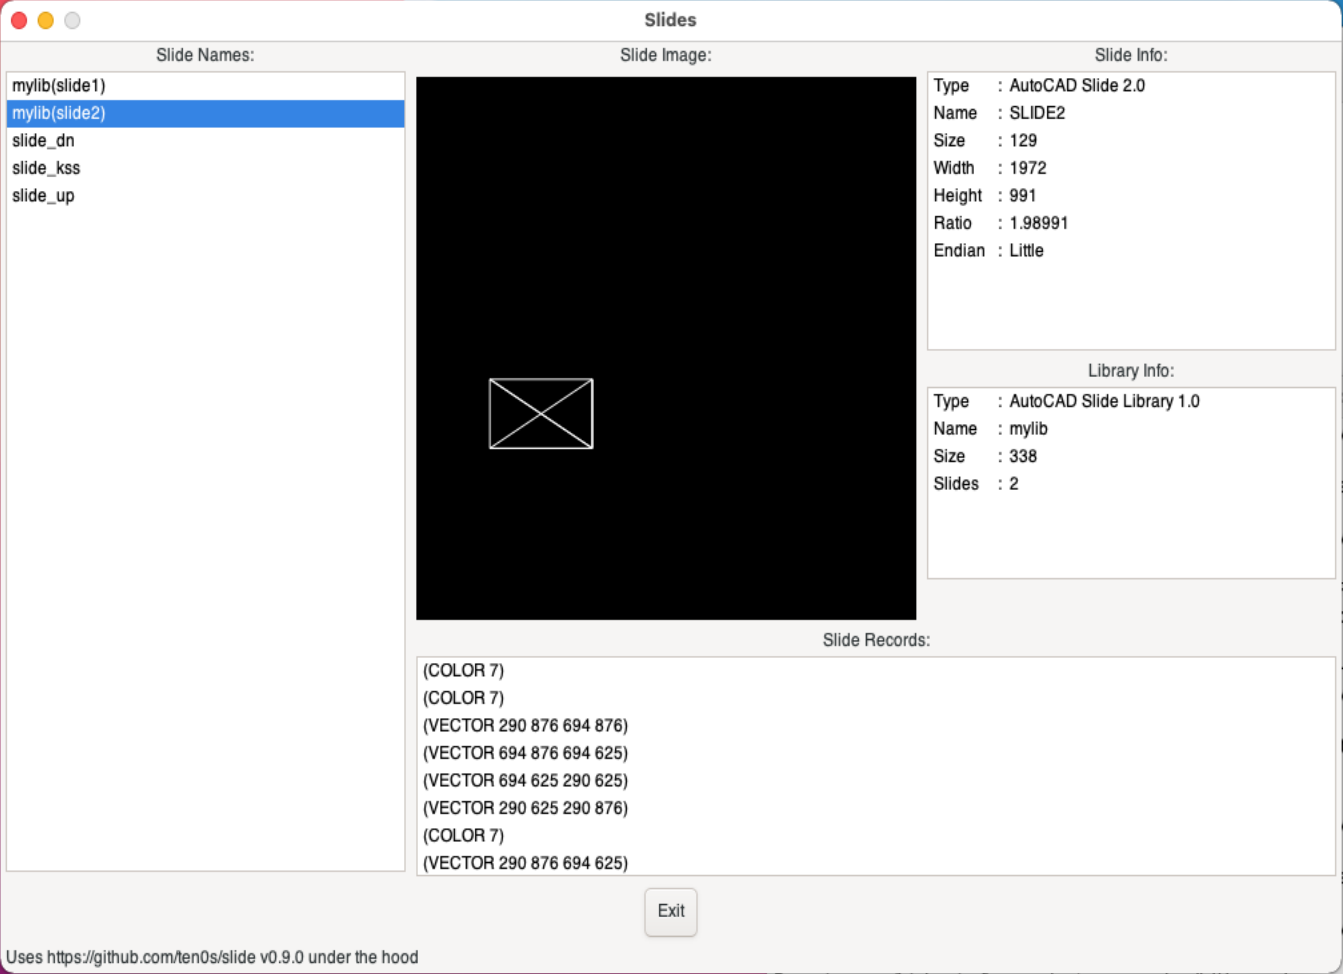 Slides
Slide Names:
mylib(slide1)
mylib(slide2)
slide_dn
slide_kss
slide_up
Slide Image:
Slide Info:
Type : AutoCAD Slide 2.0
Name : SLIDE2
Size : 129
Width : 1972
Height : 991
Ratio : 1.98991
Endian : Little
Library Info:
Type : AutoCAD Slide Library 1.0
Name : mylib
Size : 338
Slides : 2
Slide Records:
(COLOR 7)
(COLOR 7)
(VECTOR 290 876 694 876)
(VECTOR 694 876 694 625)
(VECTOR 694 625 290 625)
(VECTOR 290 625 290 876)
(COLOR 7)
(VECTOR 290 876 694 625)
Exit
Uses https://github.com/ten0s/slide v0.9.0 under the hood